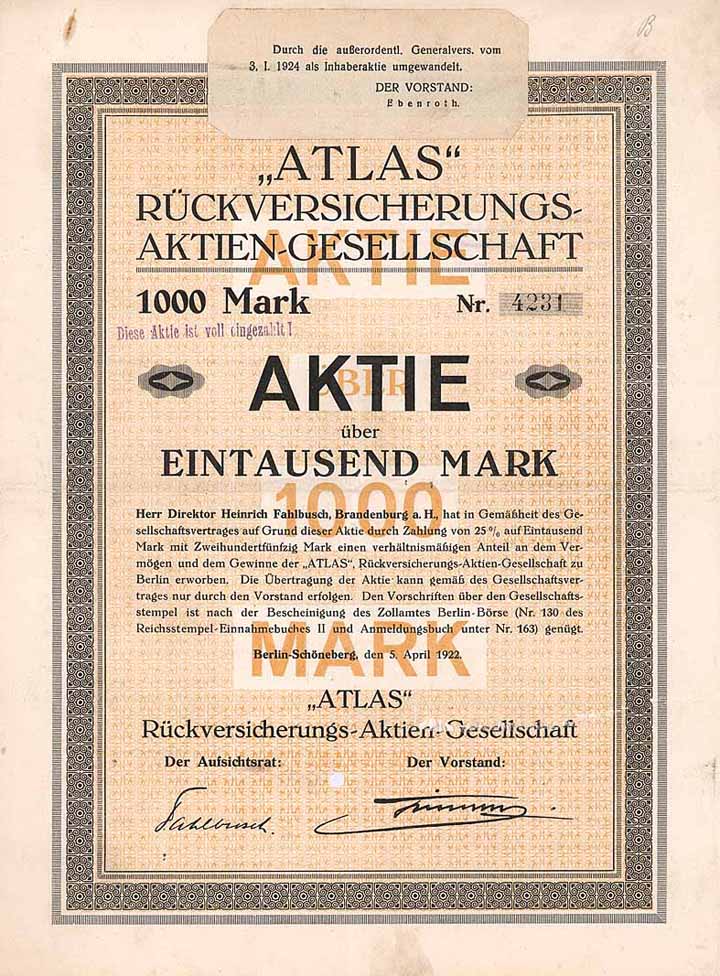 B
Durch die außerordentl. Generalvers. vom
3. I. 1924 als Inhaberaktie umgewandelt.
DER VORSTAND:
Ebenroth.
„ATLAS“
RÜCKVERSICHERUNGS-
AKTIEN-GESELLSCHAFT
AKTIE
1000 Mark Nr. 4231
Diese Aktie ist voll eingezahlt!
AKTIE
ÜBER
über
EINTAUSEND MARK
1000
Herr Direktor Heinrich Fahlbusch, Brandenburg a. H., hat in Gemäßheit des Ge-
sellschaftsvertrages auf Grund dieser Aktie durch Zahlung von 25% auf Eintausend
Mark mit Zweihundertfünfzig Mark einen verhältnismäßigen Anteil an dem Ver-
mögen und dem Gewinne der „ATLAS“, Rückversicherungs-Aktien-Gesellschaft zu
Berlin erworben. Die Übertragung der Aktie kann gemäß des Gesellschaftsver-
trages nur durch den Vorstand erfolgen. Den Vorschriften über den Gesellschafts-
stempel ist nach der Bescheinigung des Zollamtes Berlin-Börse (Nr. 130 des
Reichsstempel-Einnahmebuches II und Anmeldungsbuch unter Nr. 163) genügt.
MARK
Berlin-Schöneberg, den 5. April 1922.
„ATLAS“
Rückversicherungs-Aktien-Gesellschaft
Der Aufsichtsrat: Der Vorstand:
Fahlbusch.